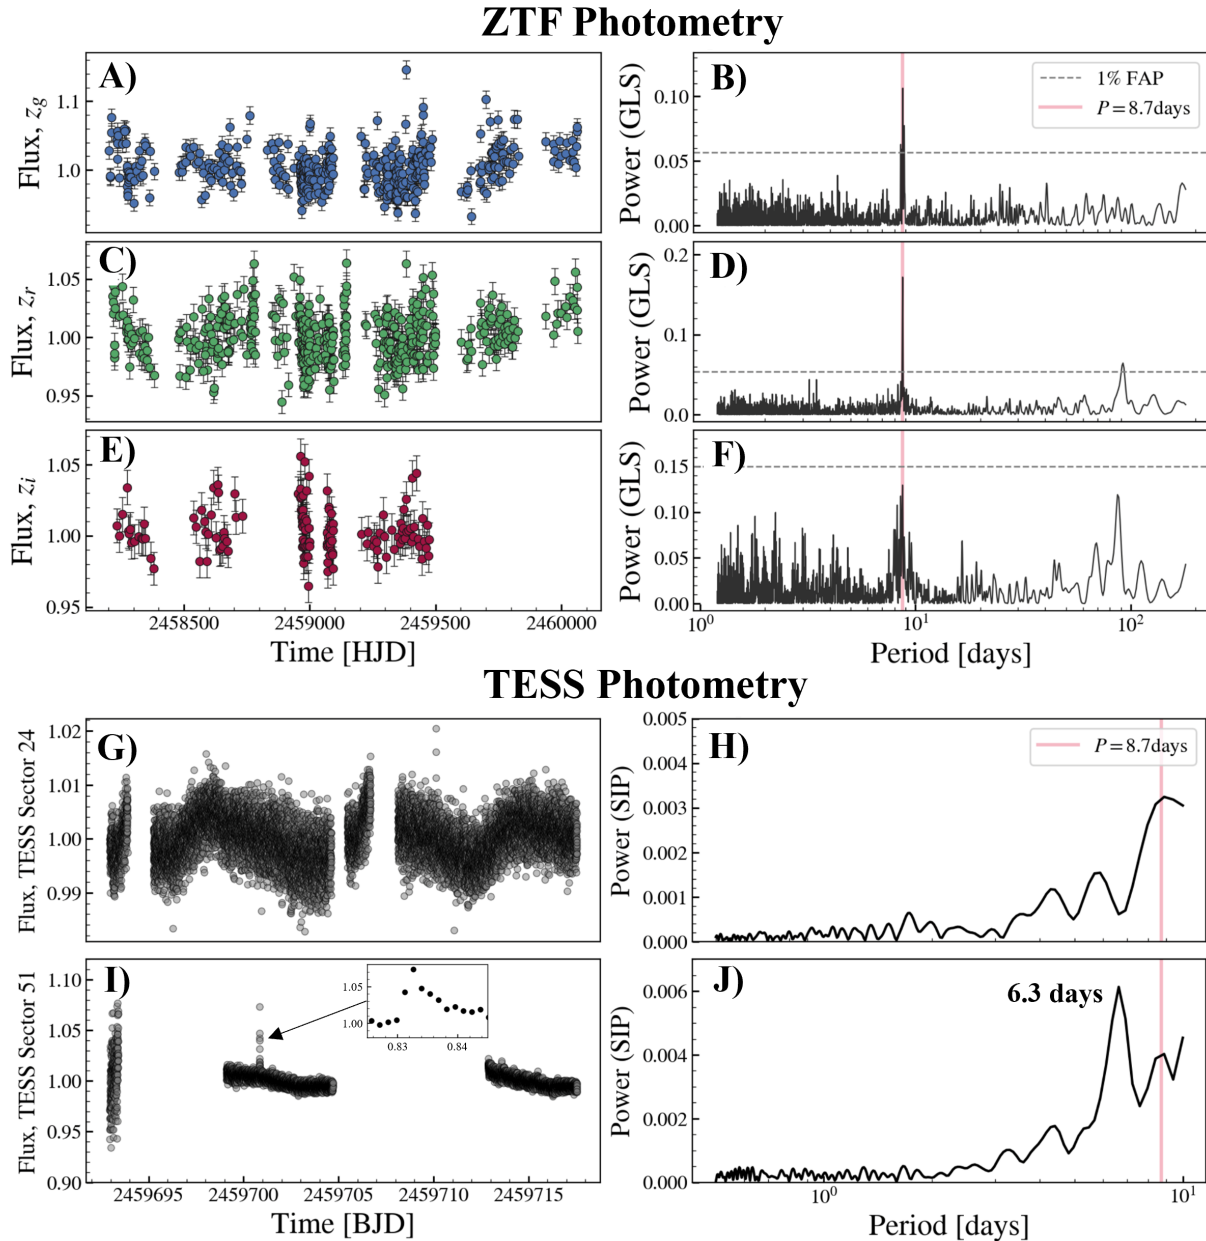 ZTF Photometry
A)
Flux, z_g
1.1
1.0
B)
Power (GLS)
0.10
0.05
0.00
1% FAP
P = 8.7days
C)
Flux, z_r
1.05
1.00
0.95
D)
Power (GLS)
0.2
0.1
0.0
E)
Flux, z_i
1.05
1.00
0.95
2458500 2459000 2459500 2460000
Time [HJD]
F)
Power (GLS)
0.15
0.10
0.05
0.00
10^0 10^1 10^2
Period [days]
TESS Photometry
G)
Flux, TESS Sector 24
1.02
1.01
1.00
0.99
H)
Power (SIP)
0.005
0.004
0.003
0.002
0.001
0.000
P = 8.7days
I)
Flux, TESS Sector 51
1.10
1.05
1.00
0.95
0.90
1.05
1.00
0.83 0.84
2459695 2459700 2459705 2459710 2459715
Time [BJD]
J)
6.3 days
Power (SIP)
0.006
0.004
0.002
0.000
10^0 10^1
Period [days]